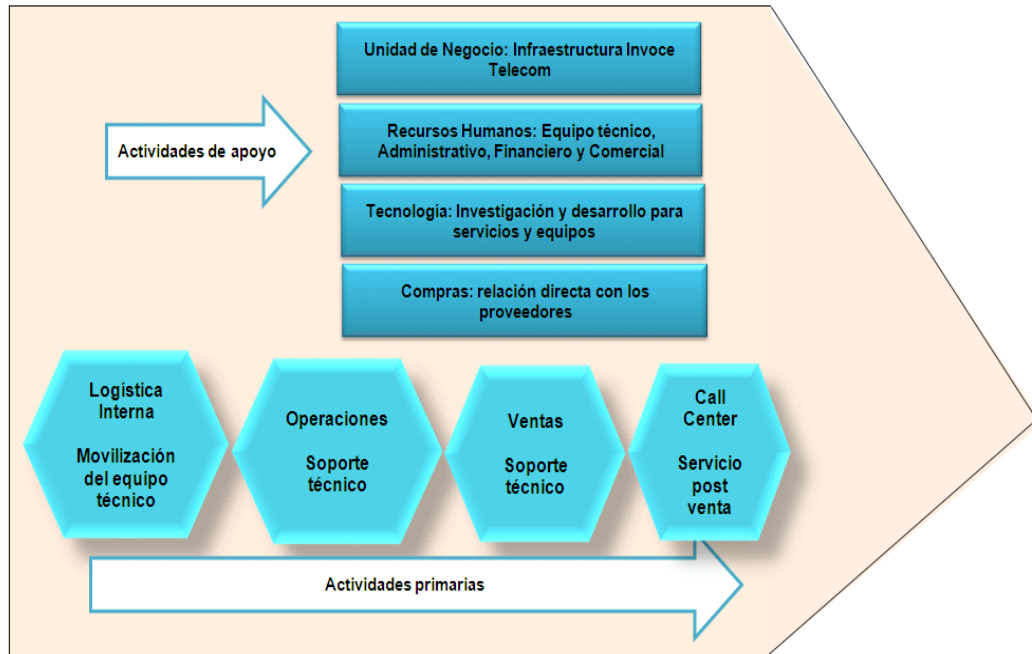 Unidad de Negocio: Infraestructura Invoce
Telecom
Actividades de apoyo
Recursos Humanos: Equipo técnico,
Administrativo, Financiero y Comercial
Tecnología: Investigación y desarrollo para
servicios y equipos
Compras: relación directa con los
proveedores
Logística
Interna
Movilización
del equipo
técnico
Operaciones
Soporte
técnico
Ventas
Soporte
técnico
Call
Center
Servicio
post
venta
Actividades primarias